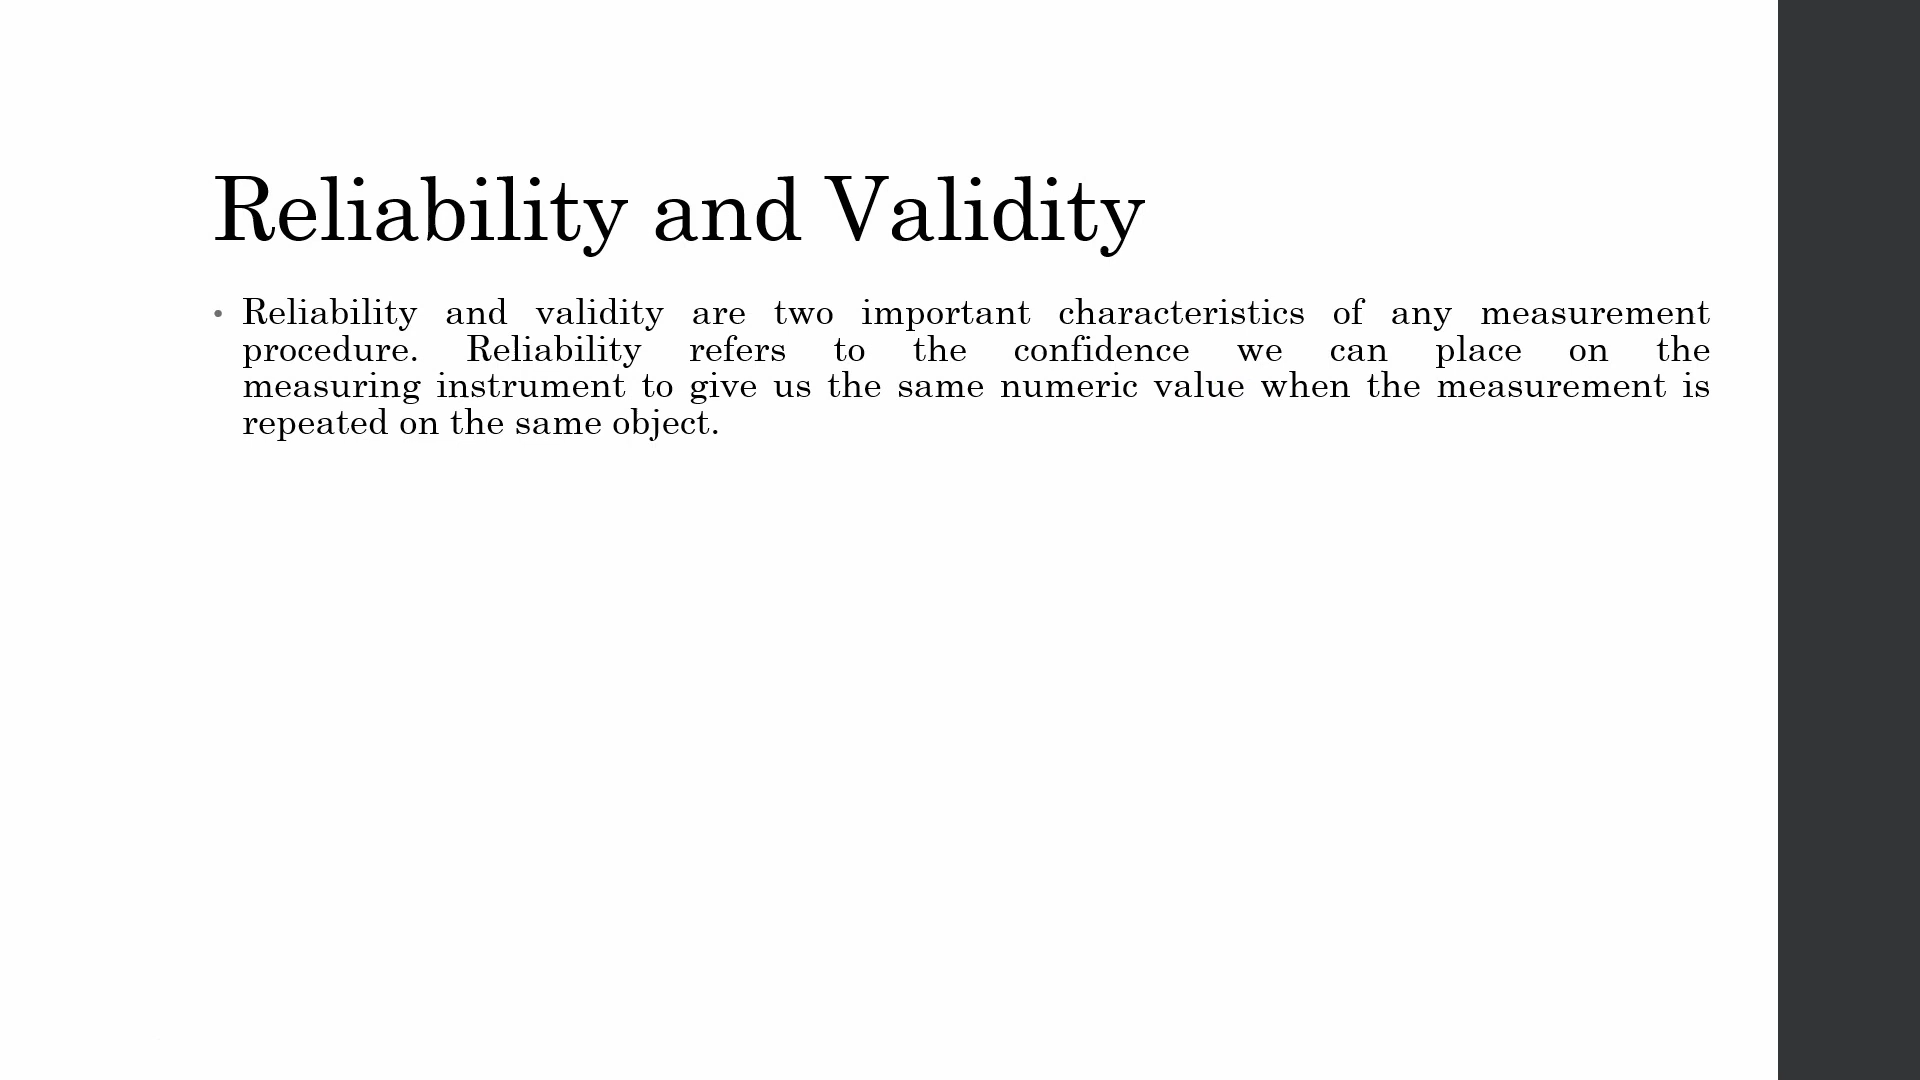 Reliability and Validity
• Reliability and validity are two important characteristics of any measurement
procedure. Reliability refers to the confidence we can place on the
measuring instrument to give us the same numeric value when the measurement is
repeated on the same object.